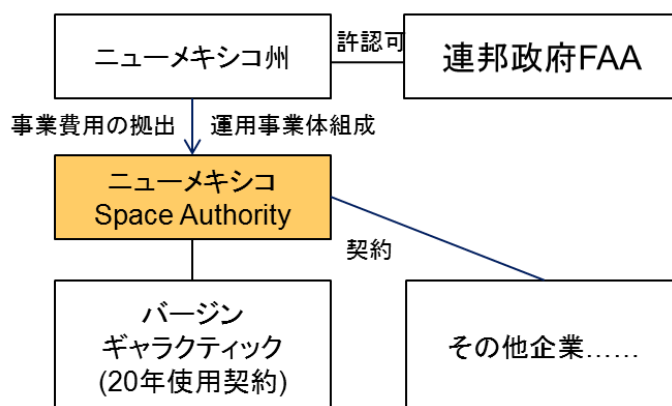 ニューメキシコ州
許認可
連邦政府FAA
事業費用の拠出
運用事業体組成
ニューメキシコ
Space Authority
契約
バージン
ギャラクティック
(20年使用契約)
その他企業……